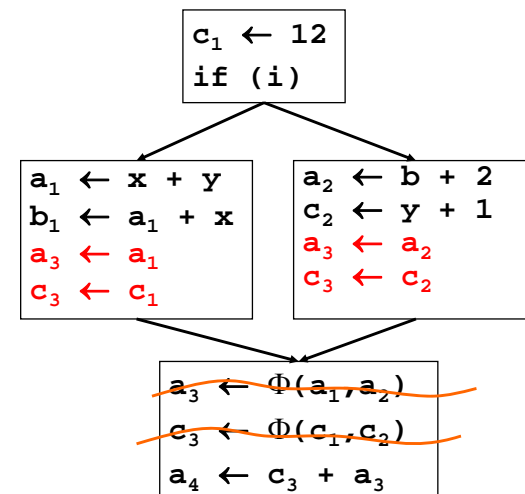 c₁ ← 12
if (i)
a₁ ← x + y
b₁ ← a₁ + x
a₃ ← a₁
c₃ ← c₁
a₂ ← b + 2
c₂ ← y + 1
a₃ ← a₂
c₃ ← c₂
a₃ ← Φ(a₁,a₂)
c₃ ← Φ(c₁,c₂)
a₄ ← c₃ + a₃